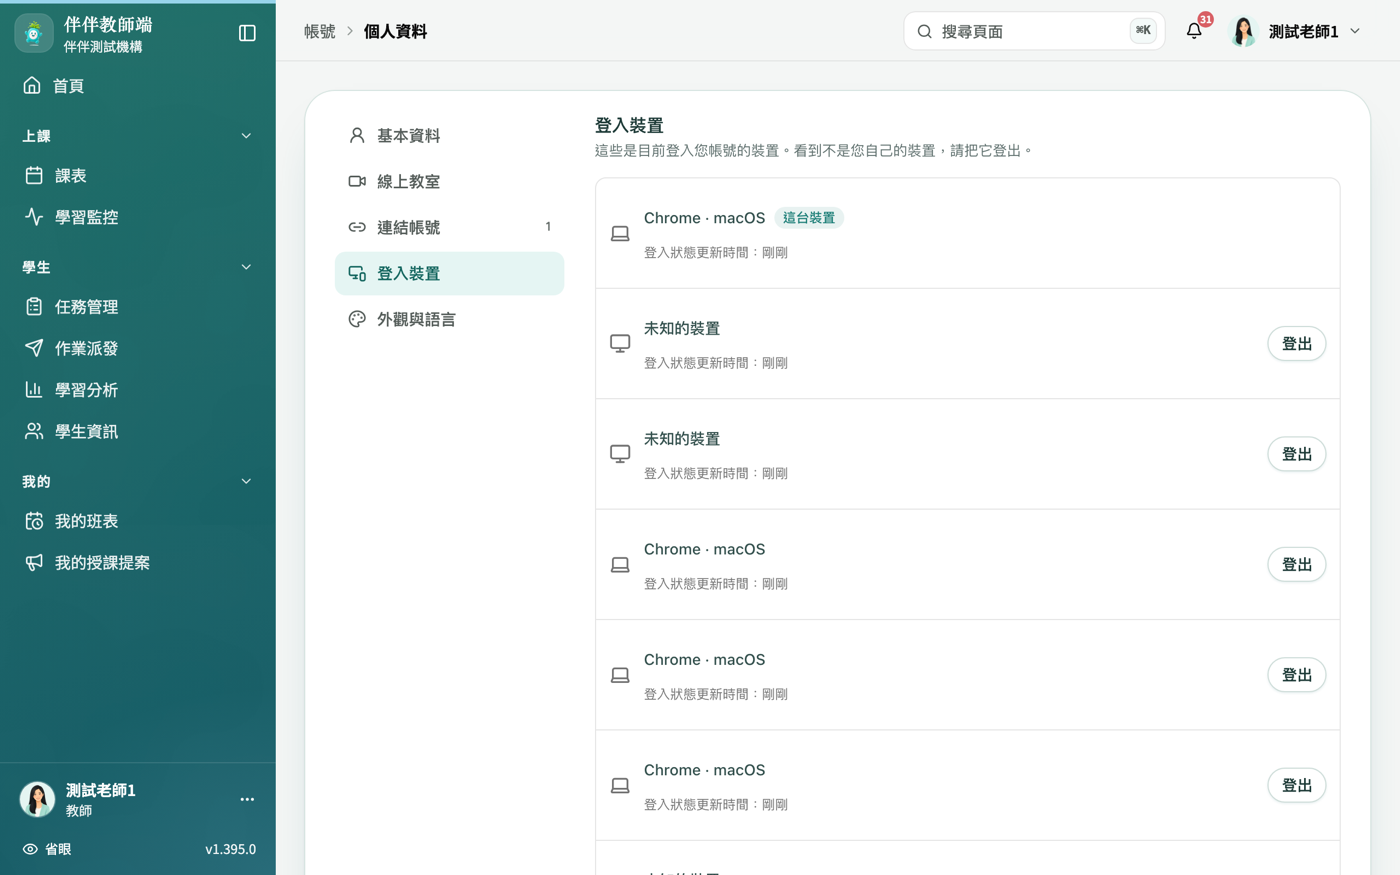 伴伴教師端
伴伴測試機構
首頁
上課
課表
學習監控
學生
任務管理
作業派發
學習分析
學生資訊
我的
我的班表
我的授課提案
測試老師1
教師
省眼
v1.395.0
帳號 > 個人資料
搜尋頁面
⌘K
31
測試老師1
基本資料
線上教室
連結帳號 1
登入裝置
外觀與語言
登入裝置
這些是目前登入您帳號的裝置。看到不是您自己的裝置，請把它登出。
Chrome · macOS 這台裝置
登入狀態更新時間：剛剛
未知的裝置
登入狀態更新時間：剛剛
登出
未知的裝置
登入狀態更新時間：剛剛
登出
Chrome · macOS
登入狀態更新時間：剛剛
登出
Chrome · macOS
登入狀態更新時間：剛剛
登出
Chrome · macOS
登入狀態更新時間：剛剛
登出